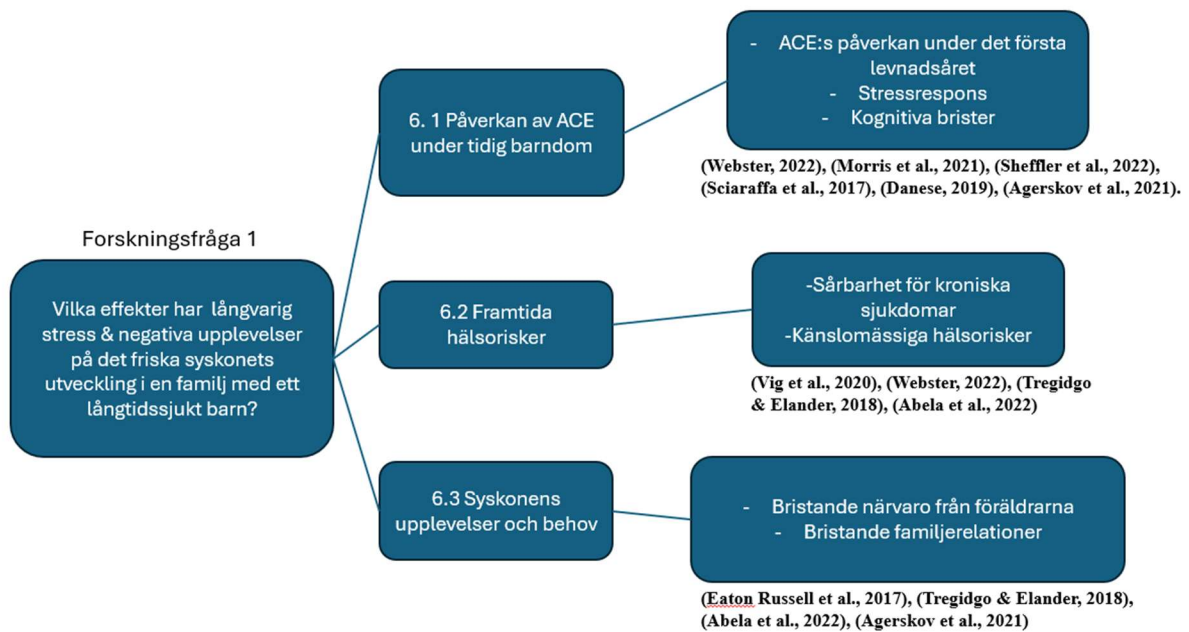 Forskningsfråga 1
Vilka effekter har långvarig
stress & negativa upplevelser
på det friska syskonets
utveckling i en familj med ett
långtidssjukt barn?
6. 1 Påverkan av ACE
under tidig barndom
- ACE:s påverkan under det första
levnadsåret
- Stressrespons
- Kognitiva brister
(Webster, 2022), (Morris et al., 2021), (Sheffler et al., 2022),
(Sciaraffa et al., 2017), (Danese, 2019), (Agerskov et al., 2021).
6.2 Framtida
hälsorisker
-Sårbarhet för kroniska
sjukdomar
-Känslomässiga hälsorisker
(Vig et al., 2020), (Webster, 2022), (Tregidgo
& Elander, 2018), (Abela et al., 2022)
6.3 Syskonens
upplevelser och behov
- Bristande närvaro från föräldrarna
- Bristande familjerelationer
(Eaton Russell et al., 2017), (Tregidgo & Elander, 2018),
(Abela et al., 2022), (Agerskov et al., 2021)